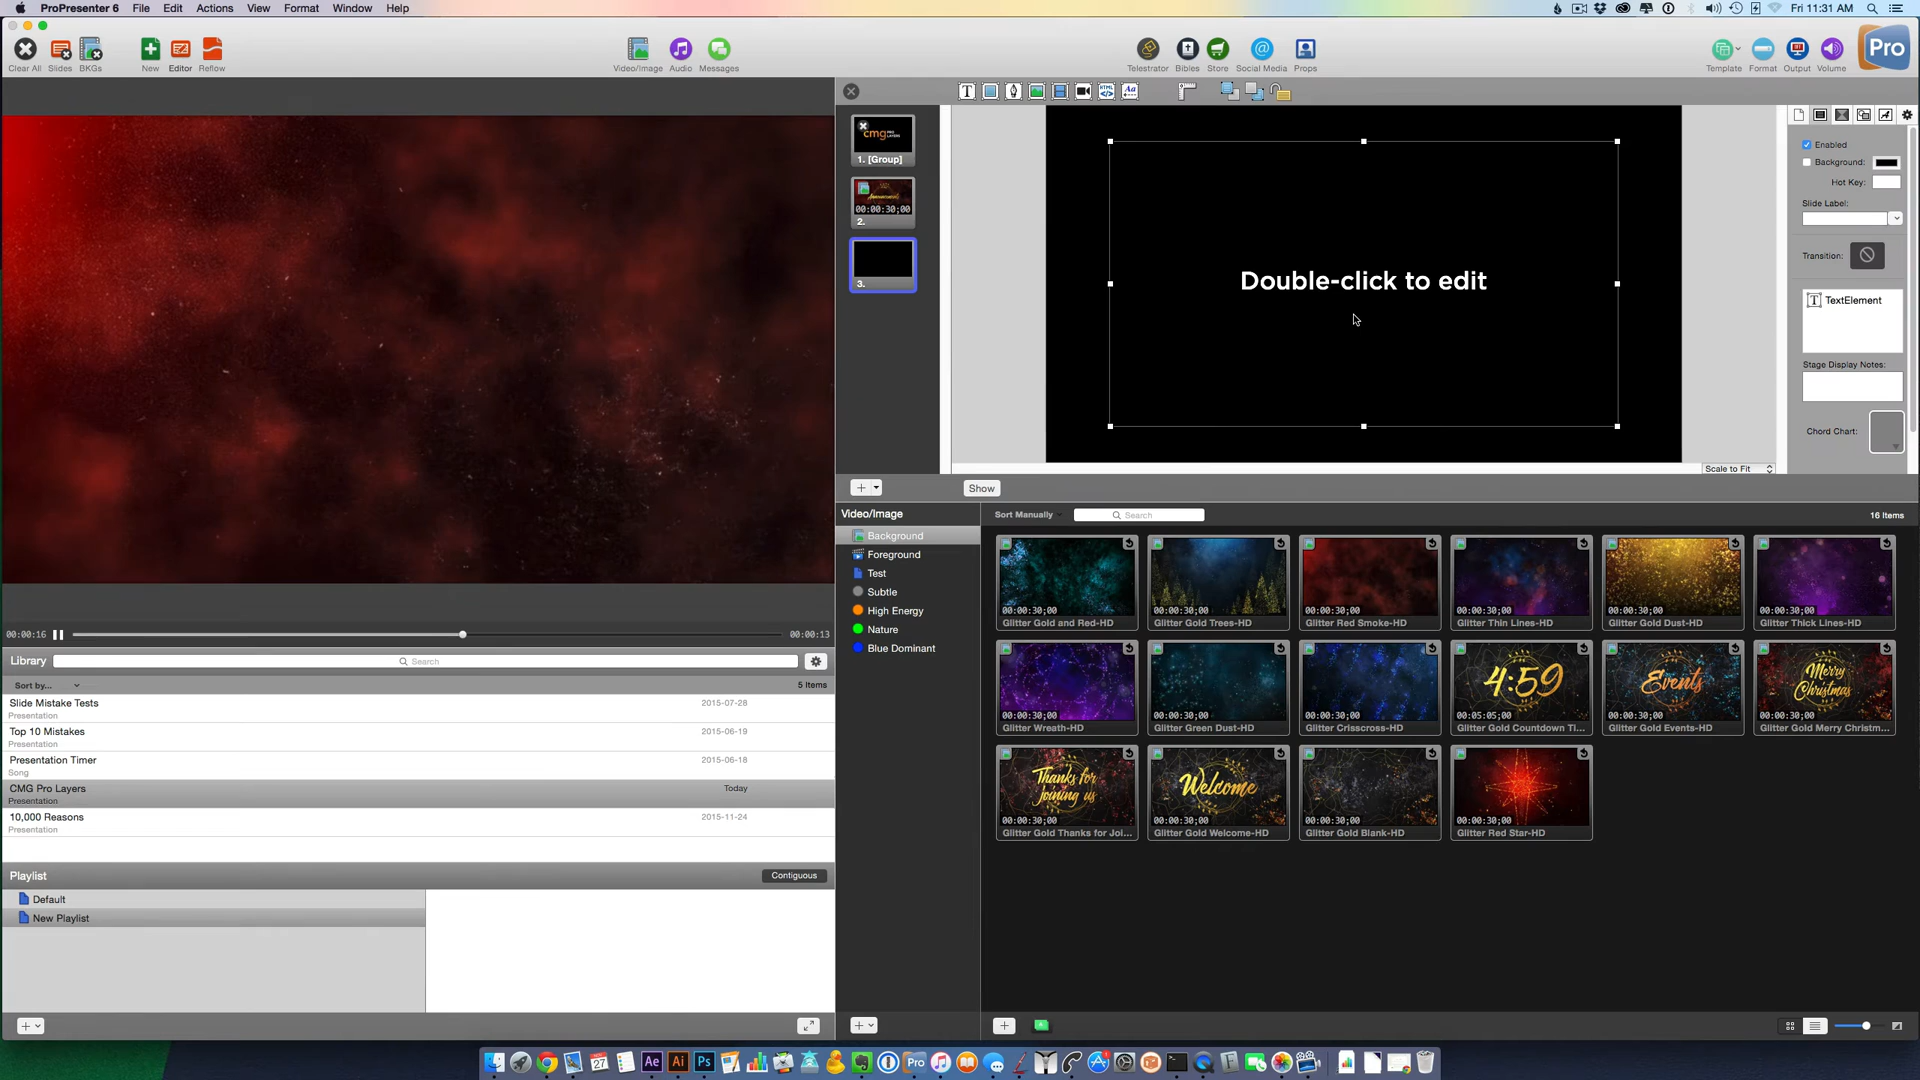 ProPresenter 6 File Edit Actions View Format Window Help
Fri 11:31 AM
Clear All Slides BKGs New Editor Reflow
Video/Image Audio Messages
Telestrator Bibles Store Social Media Props
Template Format Output Volume
Pro
cmg PRO LAYERS
1. [Group]
00:00:30;00
2.
3.
Double-click to edit
Enabled
Background:
Hot Key:
Slide Label:
Transition:
TextElement
Stage Display Notes:
Chord Chart:
Scale to Fit
Show
00:00:16
00:00:13
Library
Search
Sort by...
5 Items
Slide Mistake Tests
2015-07-28
Presentation
Top 10 Mistakes
2015-06-19
Presentation
Presentation Timer
2015-06-18
Song
CMG Pro Layers
Today
Presentation
10,000 Reasons
2015-11-24
Presentation
Playlist
Contiguous
Default
New Playlist
Video/Image
Background
Foreground
Test
Subtle
High Energy
Nature
Blue Dominant
Sort Manually
Search
16 Items
00:00:30;00
Glitter Gold and Red-HD
00:00:30;00
Glitter Gold Trees-HD
00:00:30;00
Glitter Red Smoke-HD
00:00:30;00
Glitter Thin Lines-HD
00:00:30;00
Glitter Gold Dust-HD
00:00:30;00
Glitter Thick Lines-HD
00:00:30;00
Glitter Wreath-HD
00:00:30;00
Glitter Green Dust-HD
00:00:30;00
Glitter Crisscross-HD
4:59
00:05:05;00
Glitter Gold Countdown Ti...
Events
00:00:30;00
Glitter Gold Events-HD
Merry
Christmas
00:00:30;00
Glitter Gold Merry Christm...
Thanks for
Joining us
00:00:30;00
Glitter Gold Thanks for Joi...
Welcome
00:00:30;00
Glitter Gold Welcome-HD
00:00:30;00
Glitter Gold Blank-HD
00:00:30;00
Glitter Red Star-HD
27
Ae
Ai
Ps
Pro